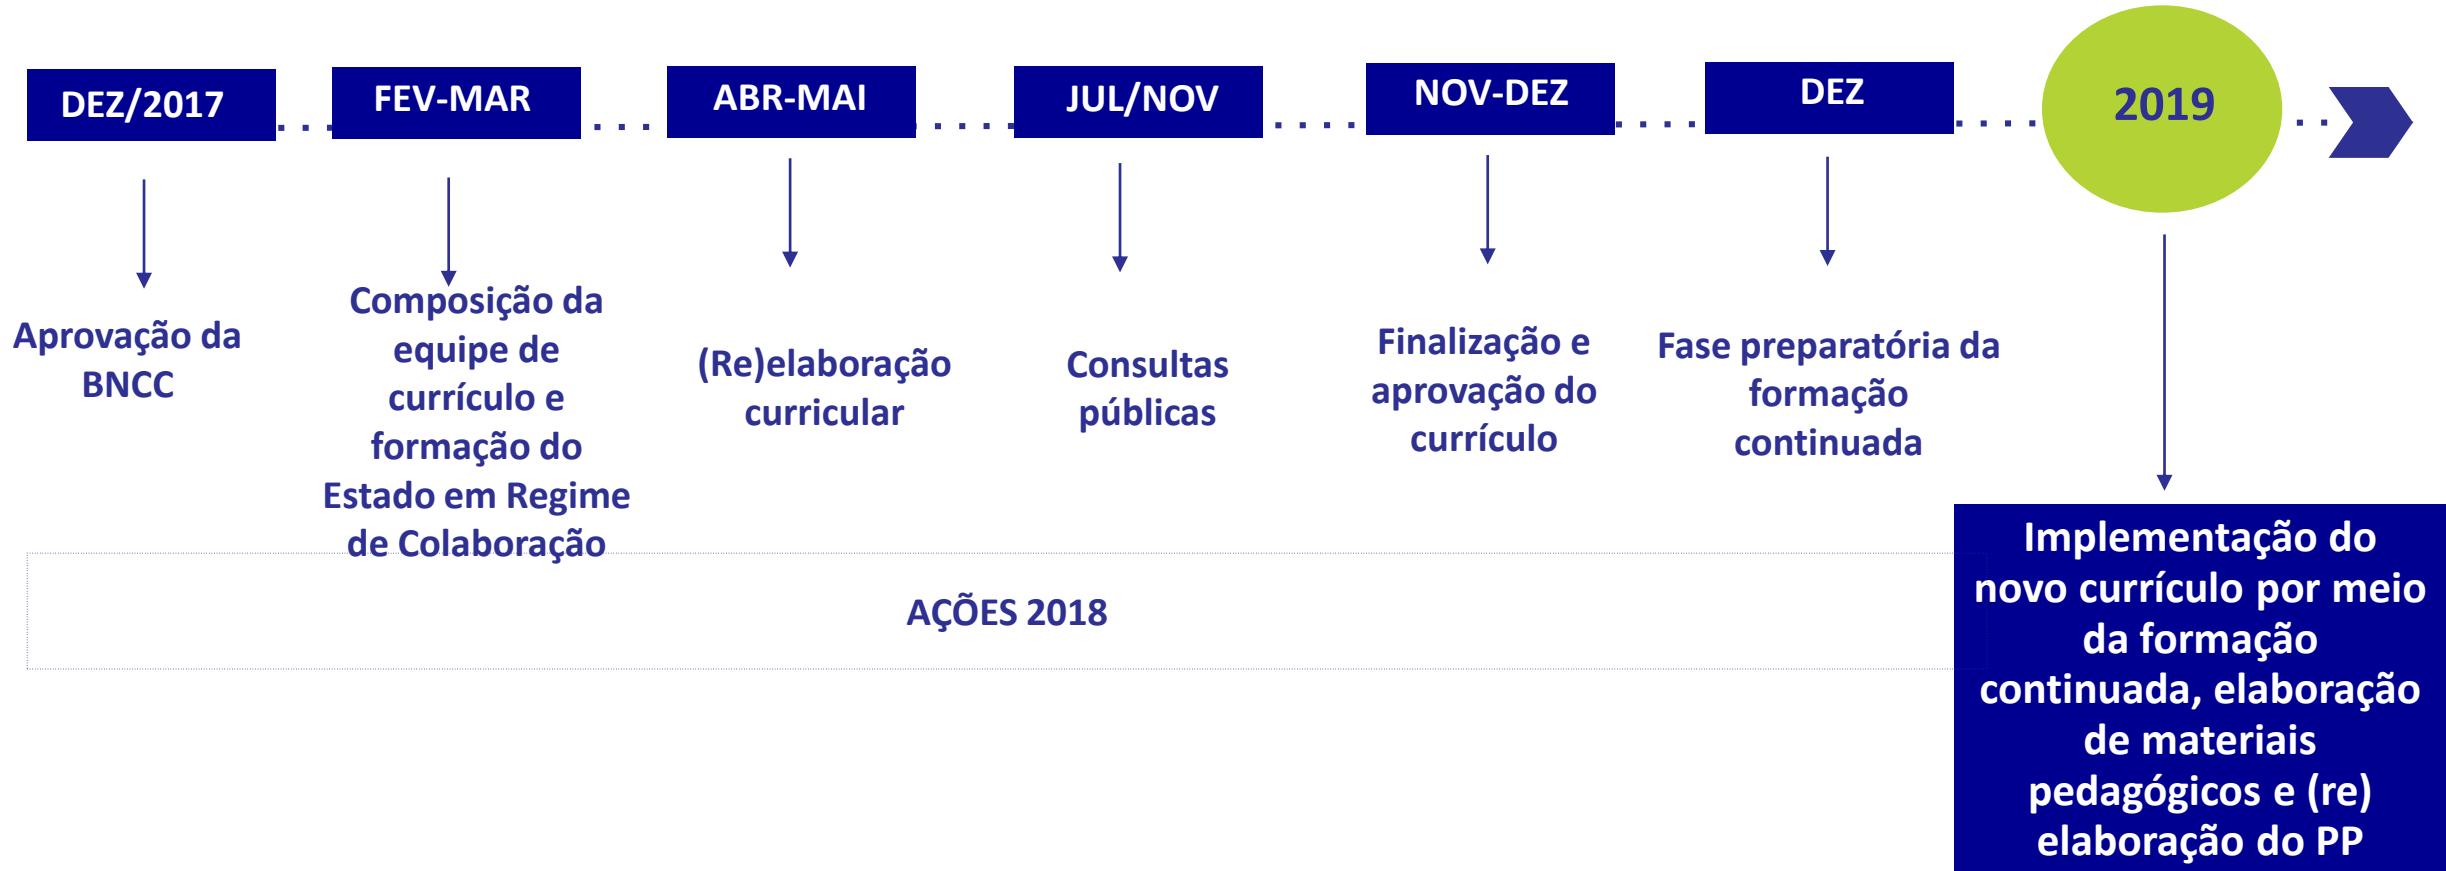 DEZ/2017
FEV-MAR
ABR-MAI
JUL/NOV
NOV-DEZ
DEZ
2019
Aprovação da
BNCC
Composição da
equipe de
currículo e
formação do
Estado em Regime
de Colaboração
(Re)elaboração
curricular
Consultas
públicas
Finalização e
aprovação do
currículo
Fase preparatória da
formação
continuada
Implementação do
novo currículo por meio
da formação
continuada, elaboração
de materiais
pedagógicos e (re)
elaboração do PP
AÇÕES 2018